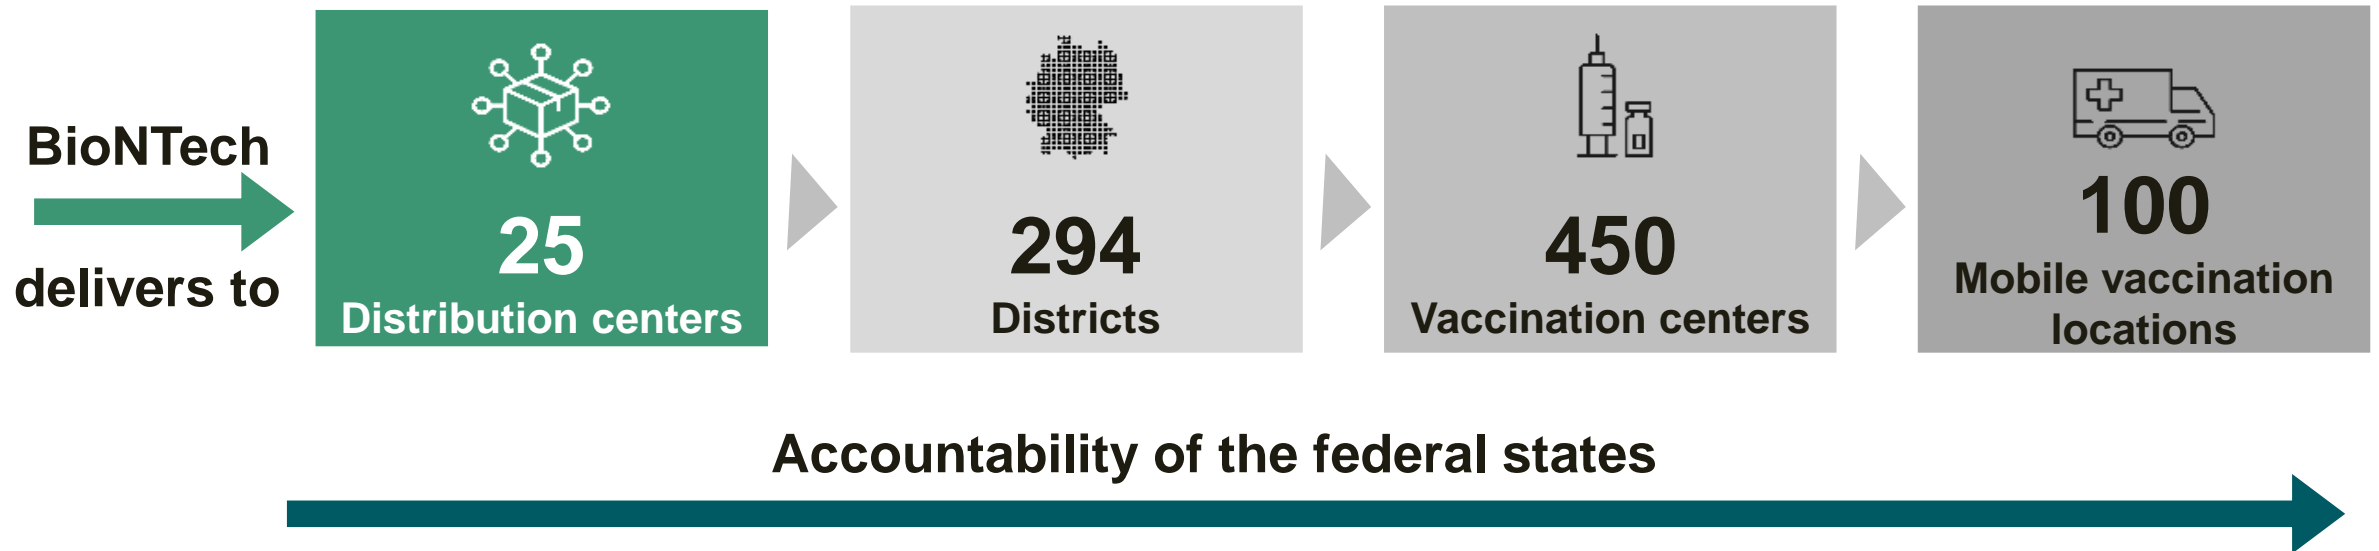 BioNTech
delivers to
25
Distribution centers
294
Districts
450
Vaccination centers
100
Mobile vaccination
locations
Accountability of the federal states